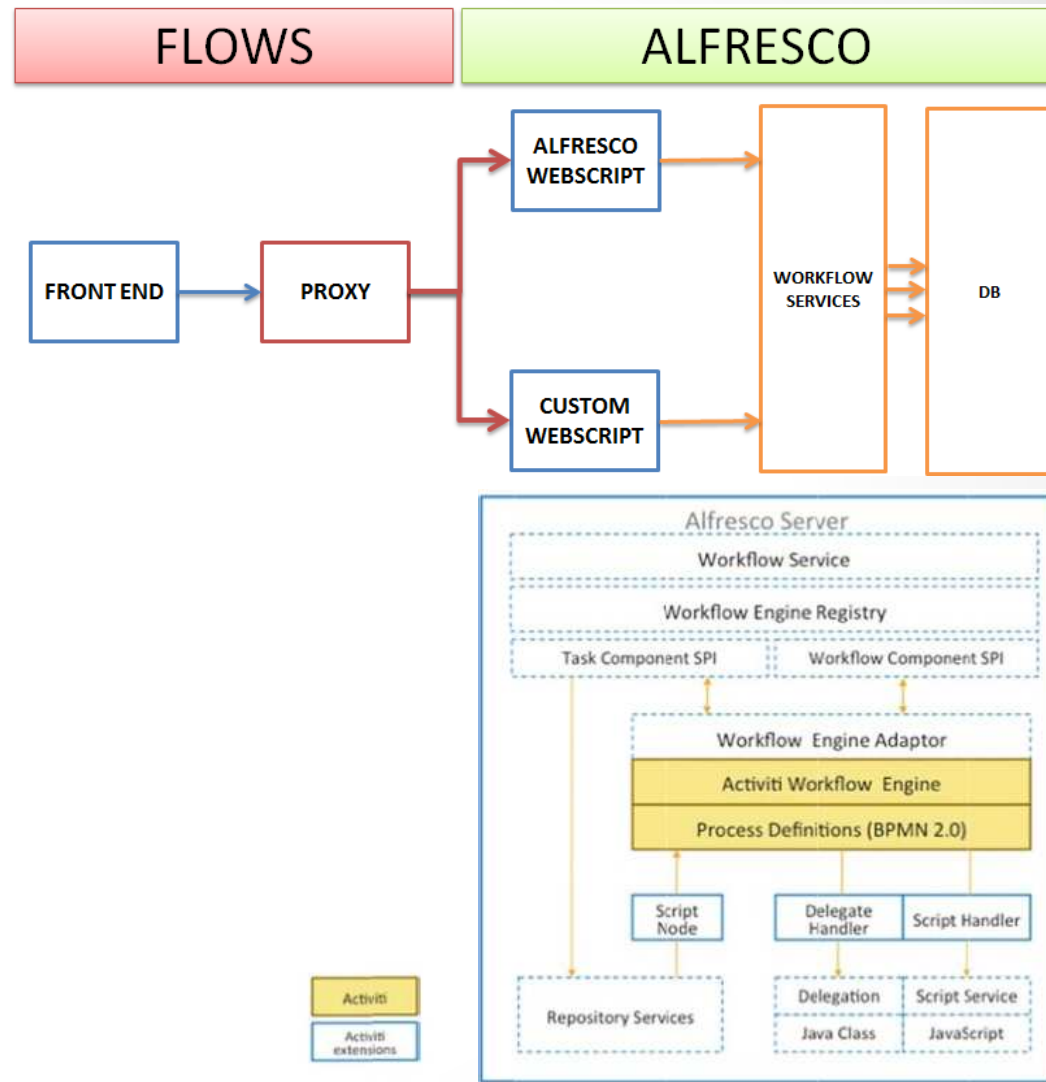 FLOWS
ALFRESCO
ALFRESCO
WEBSCRIPT
FRONT END
PROXY
WORKFLOW
SERVICES
DB
CUSTOM
WEBSCRIPT
Alfresco Server
Workflow Service
Workflow Engine Registry
Task Component SPI
Workflow Component SPI
Workflow Engine Adaptor
Activiti Workflow Engine
Process Definitions (BPMN 2.0)
Script
Node
Delegate
Handler
Script Handler
Repository Services
Delegation
Script Service
Java Class
JavaScript
Activiti
Activiti
extensions